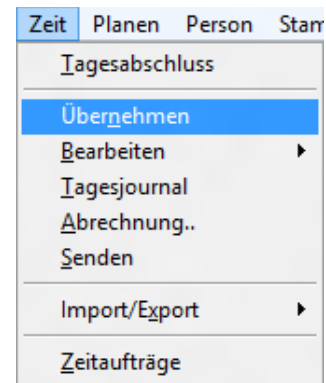 Zeit Planen Person Stam
Tagesabschluss
Übernehmen
Bearbeiten
Tagesjournal
Abrechnung..
Senden
Import/Export
Zeitaufträge